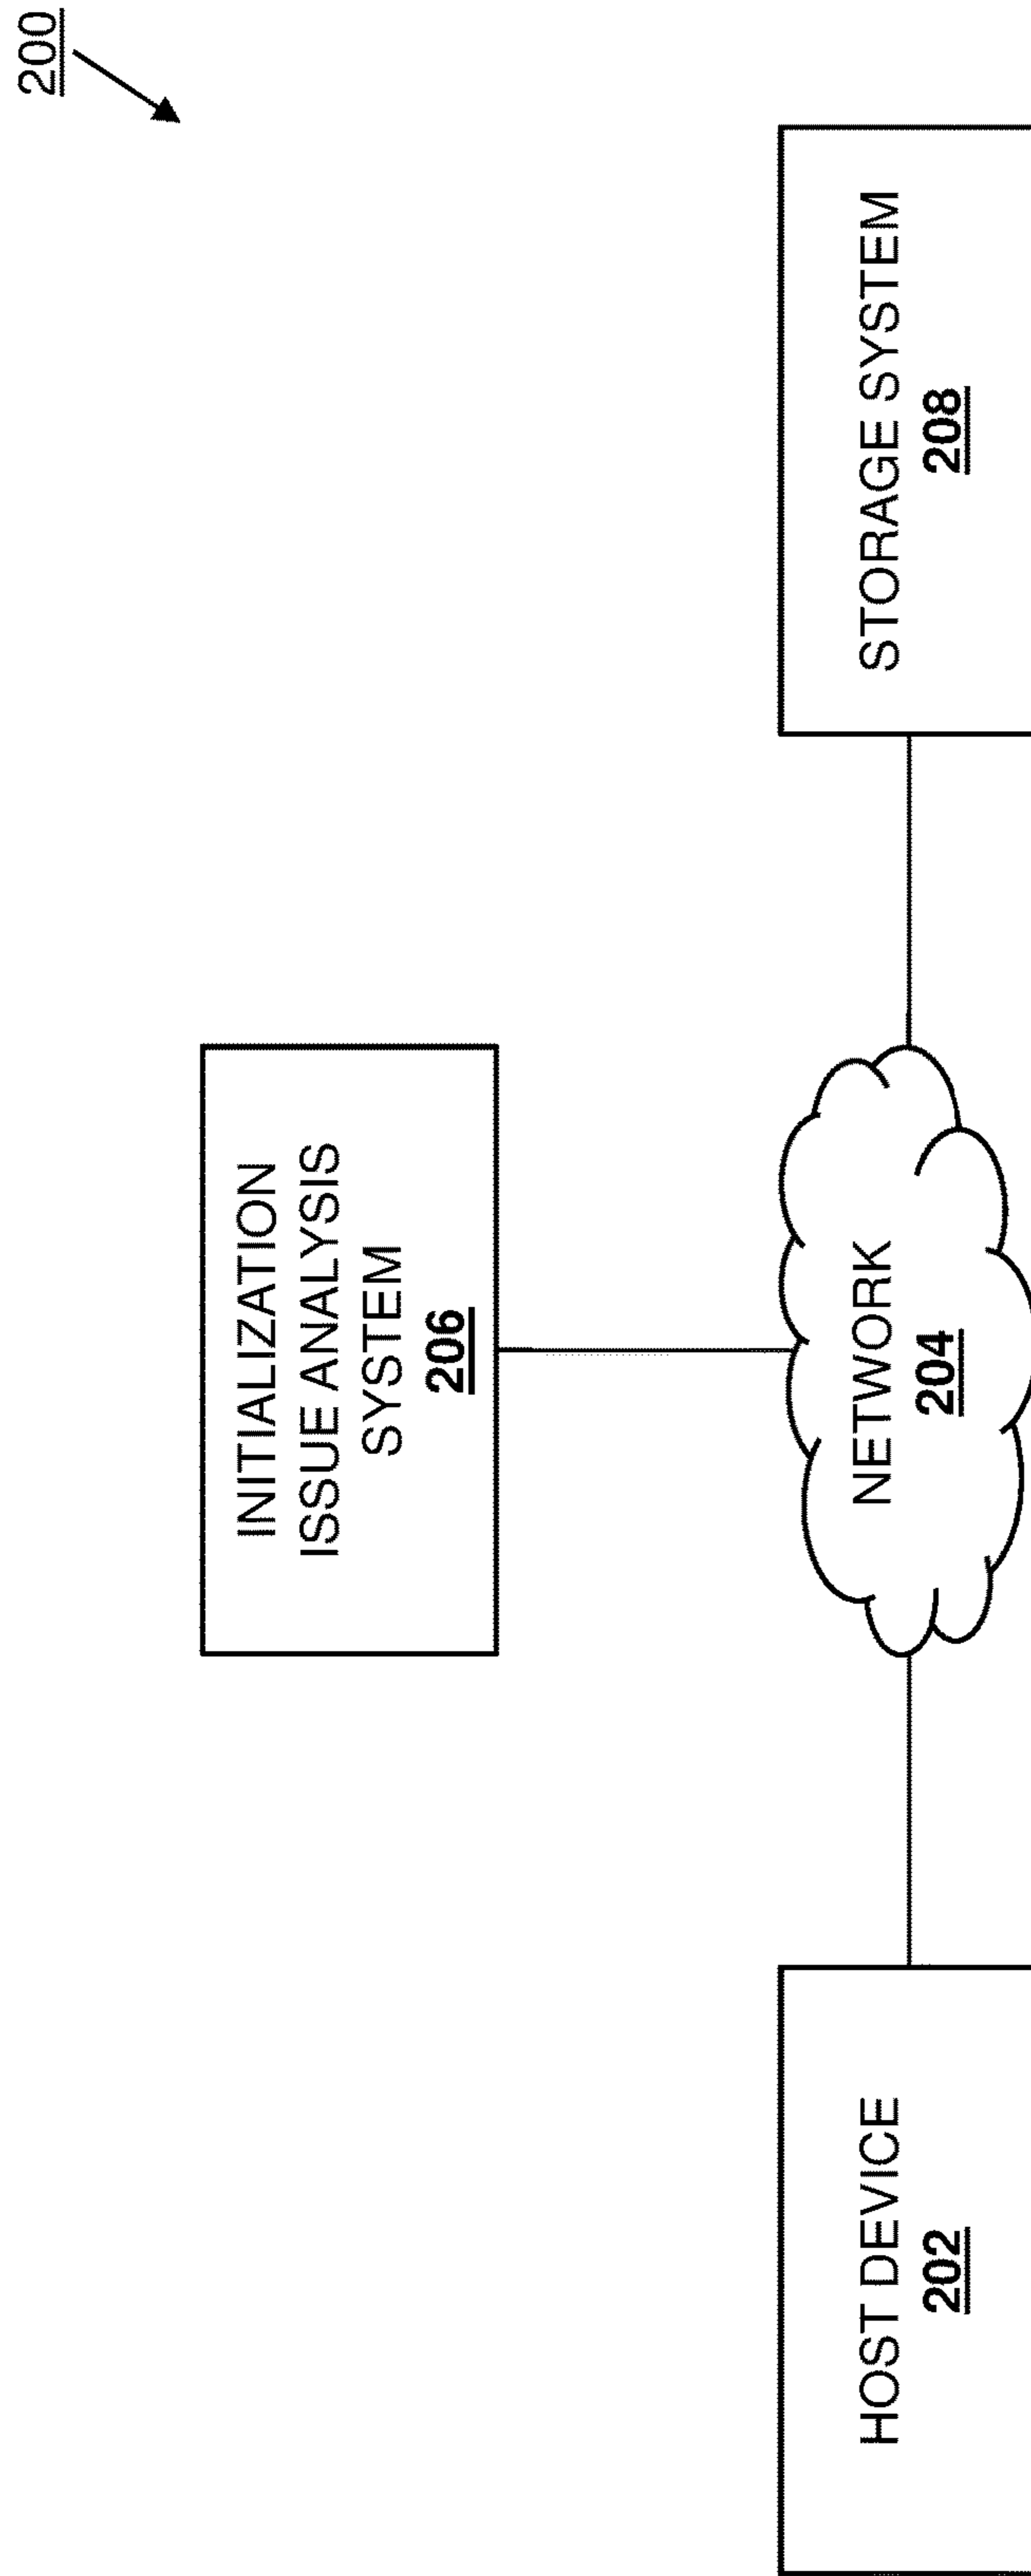 200
INITIALIZATION
ISSUE ANALYSIS
SYSTEM
206
HOST DEVICE
202
NETWORK
204
STORAGE SYSTEM
208